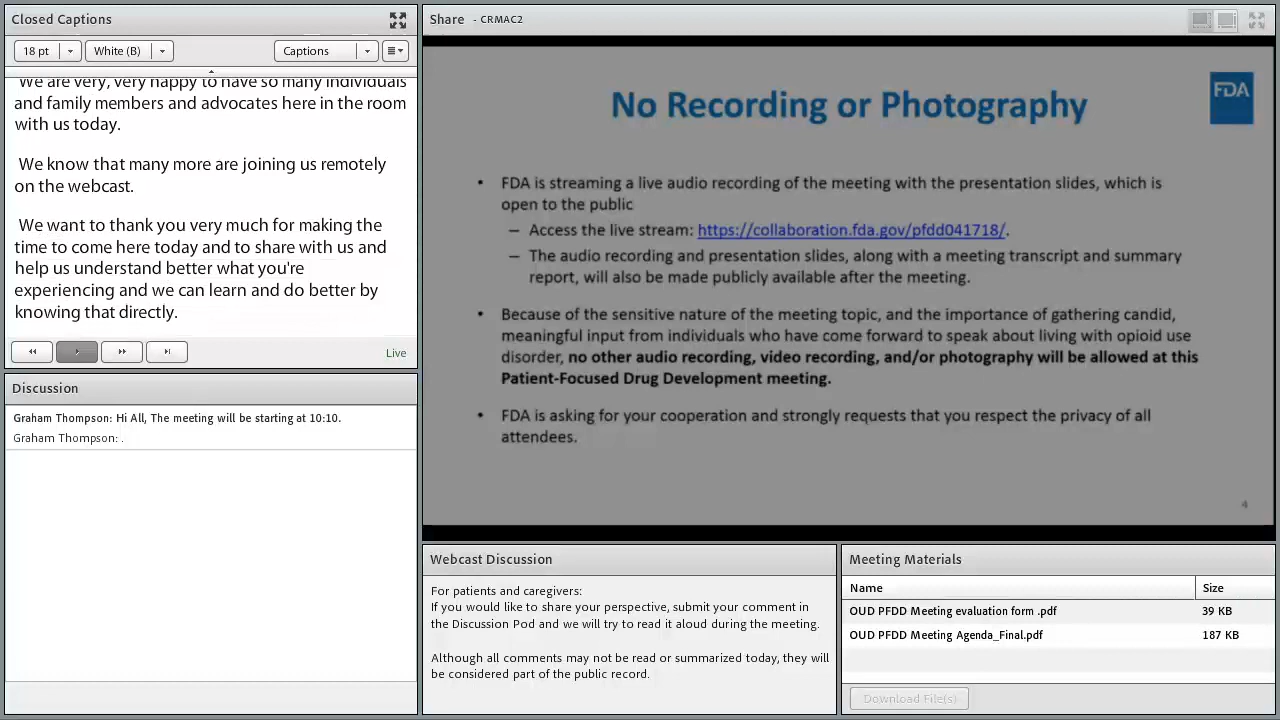 Closed Captions
18 pt
White (B)
Captions
We are very, very happy to have so many individuals
and family members and advocates here in the room
with us today.
We know that many more are joining us remotely
on the webcast.
We want to thank you very much for making the
time to come here today and to share with us and
help us understand better what you're
experiencing and we can learn and do better by
knowing that directly.
Live
Discussion
Graham Thompson: Hi All, The meeting will be starting at 10:10.
Graham Thompson: .
Share - CRMAC2
No Recording or Photography
FDA
• FDA is streaming a live audio recording of the meeting with the presentation slides, which is
open to the public
– Access the live stream: https://collaboration.fda.gov/pfdd041718/.
– The audio recording and presentation slides, along with a meeting transcript and summary
report, will also be made publicly available after the meeting.
• Because of the sensitive nature of the meeting topic, and the importance of gathering candid,
meaningful input from individuals who have come forward to speak about living with opioid use
disorder, no other audio recording, video recording, and/or photography will be allowed at this
Patient-Focused Drug Development meeting.
• FDA is asking for your cooperation and strongly requests that you respect the privacy of all
attendees.
4
Webcast Discussion
For patients and caregivers:
If you would like to share your perspective, submit your comment in
the Discussion Pod and we will try to read it aloud during the meeting.
Although all comments may not be read or summarized today, they will
be considered part of the public record.
Meeting Materials
Name Size
OUD PFDD Meeting evaluation form .pdf 39 KB
OUD PFDD Meeting Agenda_Final.pdf 187 KB
Download File(s)